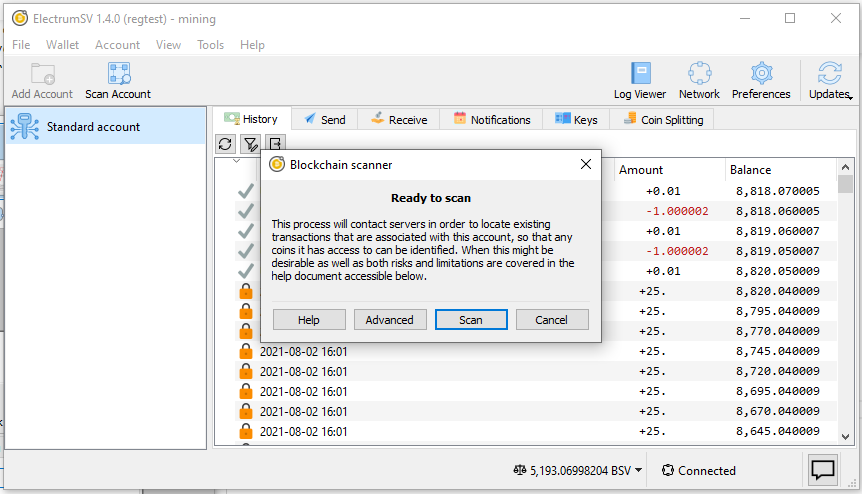 ElectrumSV 1.4.0 (regtest) - mining
File Wallet Account View Tools Help
Add Account Scan Account Log Viewer Network Preferences Updates
Standard account
History Send Receive Notifications Keys Coin Splitting
Amount Balance
Blockchain scanner
Ready to scan
This process will contact servers in order to locate existing
transactions that are associated with this account, so that any
coins it has access to can be identified. When this might be
desirable as well as both risks and limitations are covered in the
help document accessible below.
Help Advanced Scan Cancel
+0.01 8,818.070005
-1.000002 8,818.060005
+0.01 8,819.060007
-1.000002 8,819.050007
+0.01 8,820.050009
+25. 8,820.040009
+25. 8,795.040009
+25. 8,770.040009
2021-08-02 16:01 +25. 8,745.040009
2021-08-02 16:01 +25. 8,720.040009
2021-08-02 16:01 +25. 8,695.040009
2021-08-02 16:01 +25. 8,670.040009
2021-08-02 16:01 +25. 8,645.040009
5,193.06998204 BSV Connected